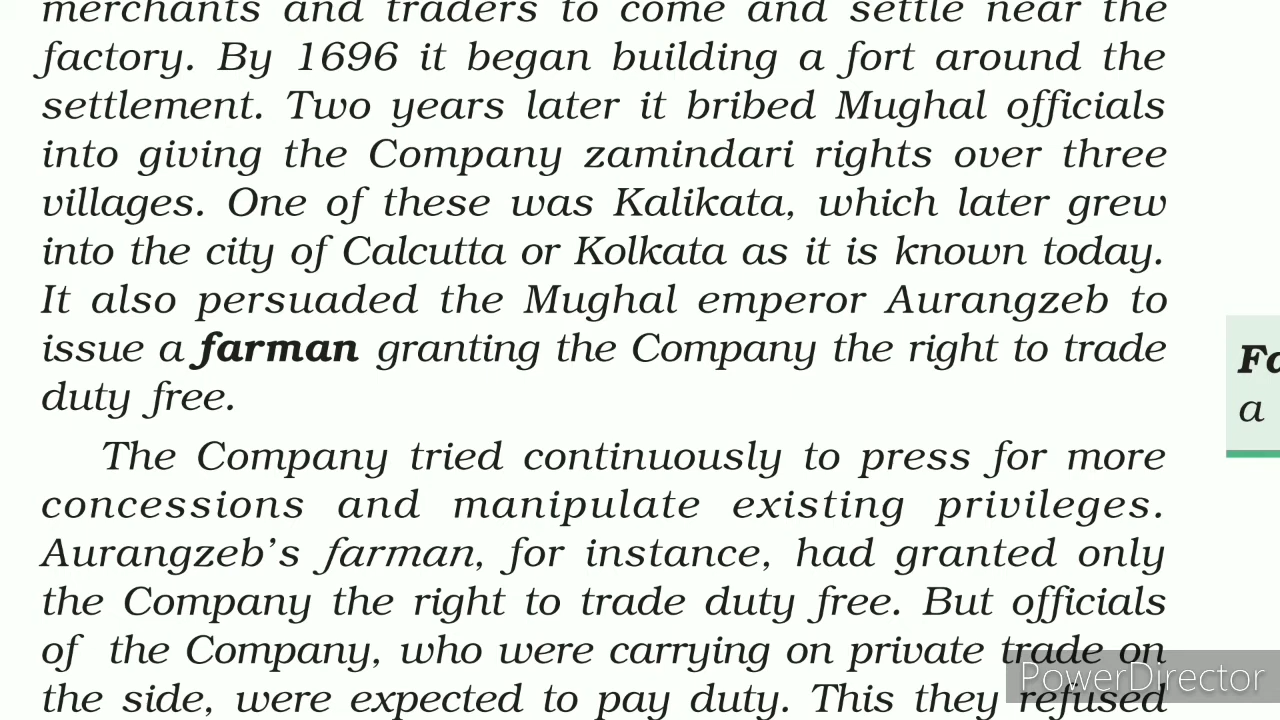 merchants and traders to come and settle near the
factory. By 1696 it began building a fort around the
settlement. Two years later it bribed Mughal officials
into giving the Company zamindari rights over three
villages. One of these was Kalikata, which later grew
into the city of Calcutta or Kolkata as it is known today.
It also persuaded the Mughal emperor Aurangzeb to
issue a farman granting the Company the right to trade
duty free.
The Company tried continuously to press for more
concessions and manipulate existing privileges.
Aurangzeb’s farman, for instance, had granted only
the Company the right to trade duty free. But officials
of the Company, who were carrying on private trade on
the side, were expected to pay duty. This they refused
Fa
a
PowerDirector